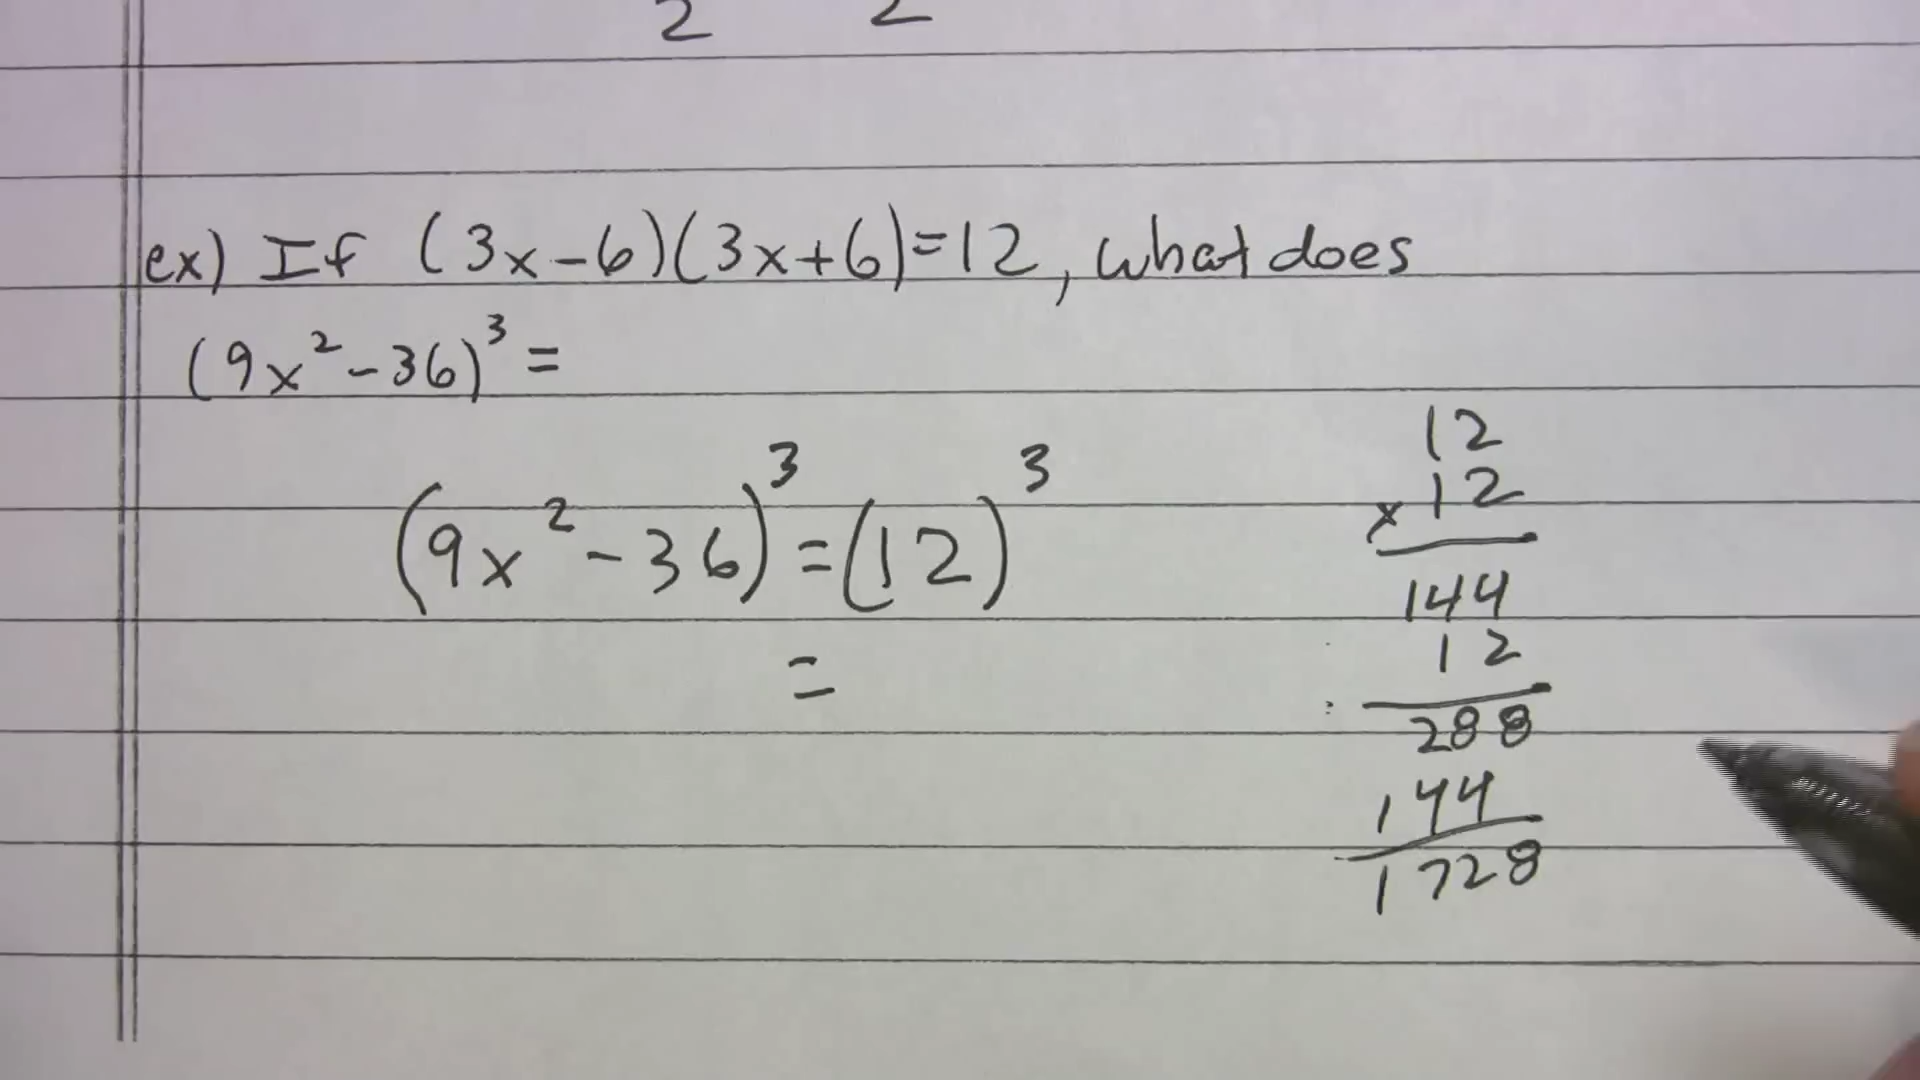 2 2
ex) If (3x-6)(3x+6)=12, what does
(9x²-36)³=
(9x²-36)³=(12)³
=
12
x 12
144
12
288
144
1728